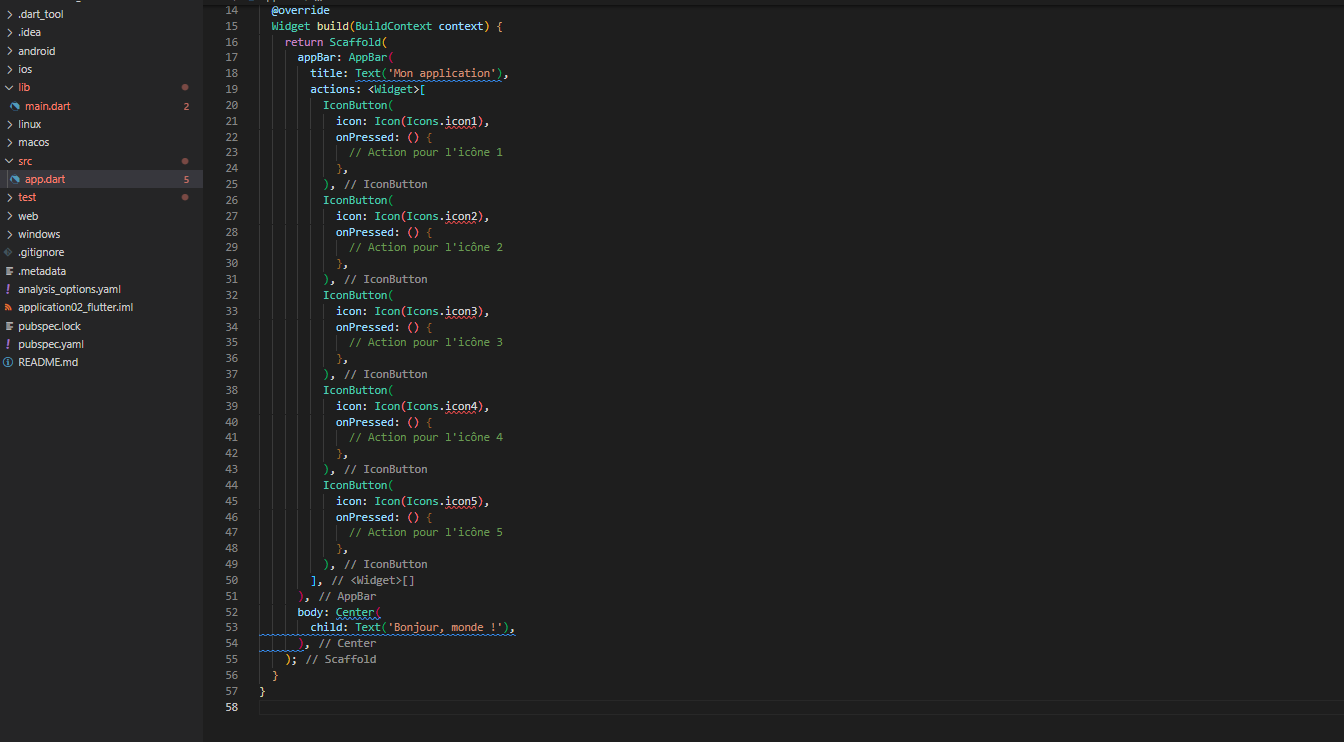 .dart_tool
.idea
android
ios
lib
main.dart 2
linux
macos
src
app.dart 5
test
web
windows
.gitignore
.metadata
analysis_options.yaml
application02_flutter.iml
pubspec.lock
pubspec.yaml
README.md
14 @override
15 Widget build(BuildContext context) {
16 return Scaffold(
17 appBar: AppBar(
18 title: Text('Mon application'),
19 actions: <Widget>[
20 IconButton(
21 icon: Icon(Icons.icon1),
22 onPressed: () {
23 // Action pour l'icône 1
24 },
25 ), // IconButton
26 IconButton(
27 icon: Icon(Icons.icon2),
28 onPressed: () {
29 // Action pour l'icône 2
30 },
31 ), // IconButton
32 IconButton(
33 icon: Icon(Icons.icon3),
34 onPressed: () {
35 // Action pour l'icône 3
36 },
37 ), // IconButton
38 IconButton(
39 icon: Icon(Icons.icon4),
40 onPressed: () {
41 // Action pour l'icône 4
42 },
43 ), // IconButton
44 IconButton(
45 icon: Icon(Icons.icon5),
46 onPressed: () {
47 // Action pour l'icône 5
48 },
49 ), // IconButton
50 ], // <Widget>[]
51 ), // AppBar
52 body: Center(
53 child: Text('Bonjour, monde !'),
54 ), // Center
55 ); // Scaffold
56 }
57 }
58